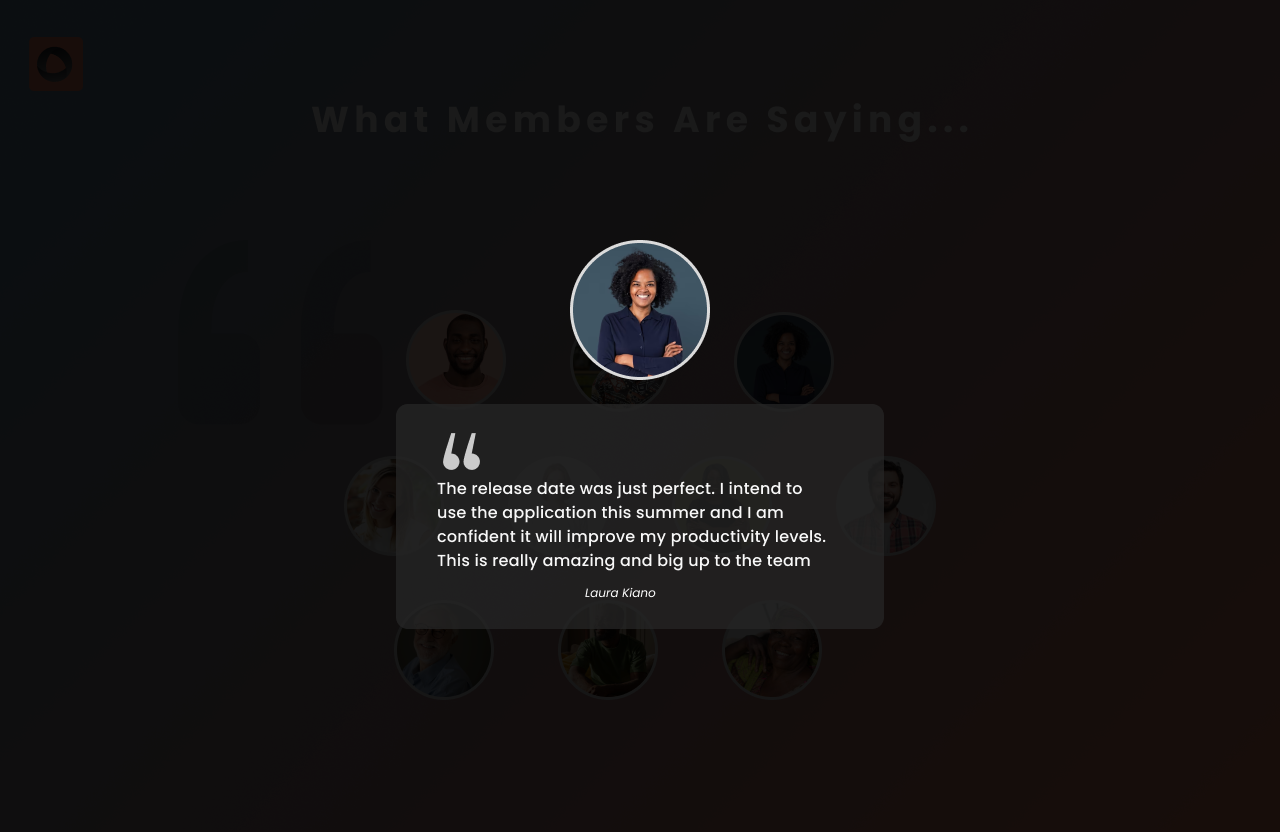 What Members Are Saying...
“
The release date was just perfect. I intend to
use the application this summer and I am
confident it will improve my productivity levels.
This is really amazing and big up to the team
Laura Kiano